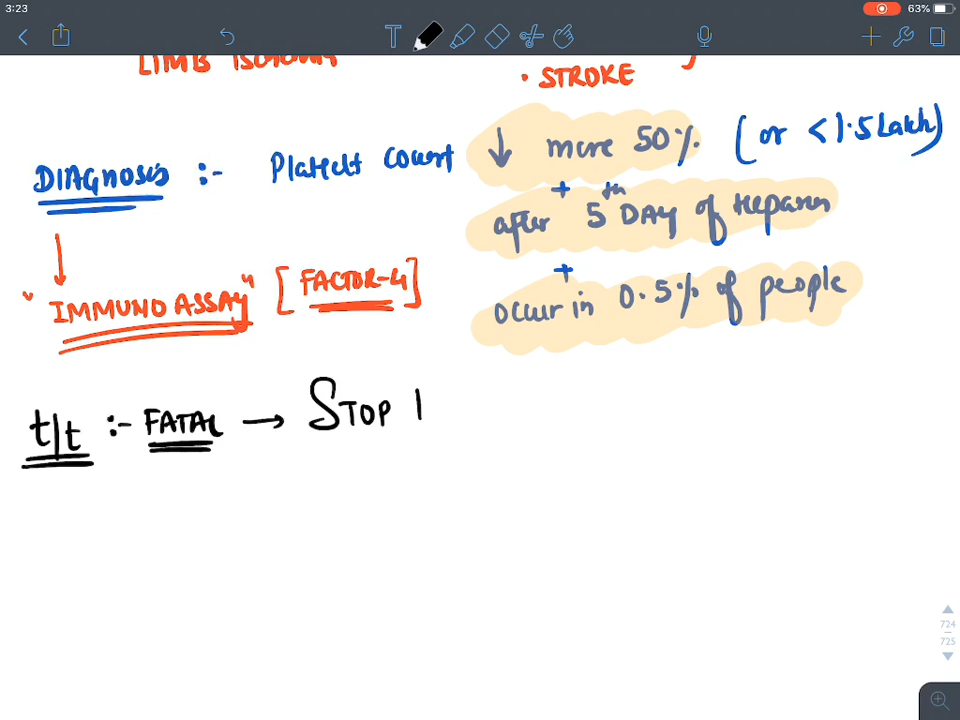 3:23
63%
T
· STROKE
DIAGNOSIS :- Platelet count ↓ more 50% (or < 1.5 Lakh)
+
after 5th DAY of Heparin
+
occur in 0.5% of people
↓
" IMMUNO ASSAY " [FACTOR-4]
t/t :- FATAL → STOP I
724
725